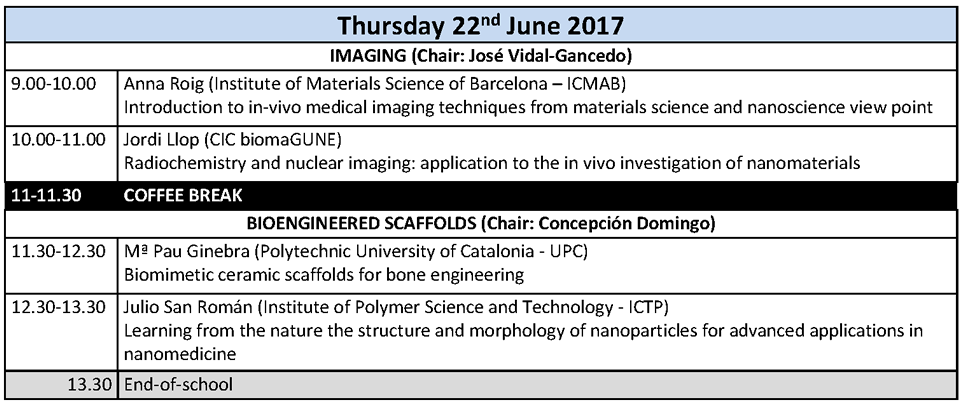 Thursday 22nd June 2017
IMAGING (Chair: José Vidal-Gancedo)
9.00-10.00 Anna Roig (Institute of Materials Science of Barcelona – ICMAB)
Introduction to in-vivo medical imaging techniques from materials science and nanoscience view point
10.00-11.00 Jordi Llop (CIC biomaGUNE)
Radiochemistry and nuclear imaging: application to the in vivo investigation of nanomaterials
11-11.30 COFFEE BREAK
BIOENGINEERED SCAFFOLDS (Chair: Concepción Domingo)
11.30-12.30 Mª Pau Ginebra (Polytechnic University of Catalonia - UPC)
Biomimetic ceramic scaffolds for bone engineering
12.30-13.30 Julio San Román (Institute of Polymer Science and Technology - ICTP)
Learning from the nature the structure and morphology of nanoparticles for advanced applications in
nanomedicine
13.30 End-of-school